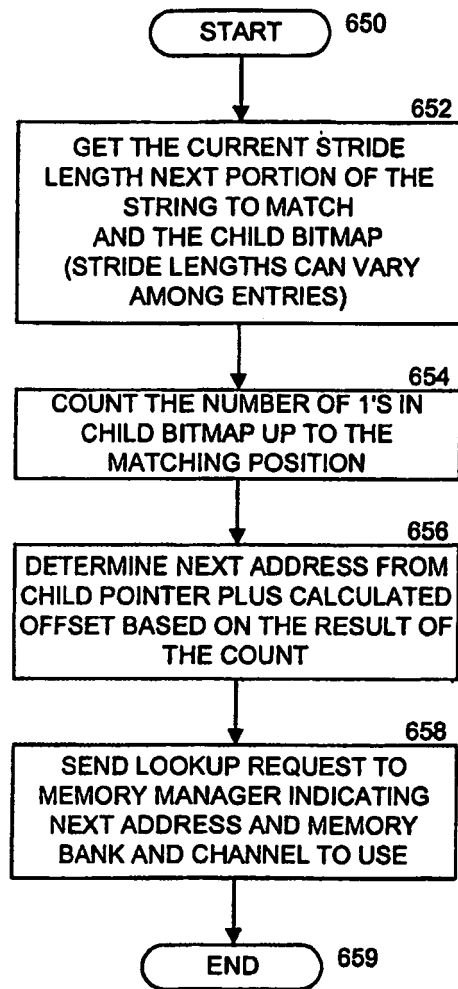 START 650
652
GET THE CURRENT STRIDE
LENGTH NEXT PORTION OF THE
STRING TO MATCH
AND THE CHILD BITMAP
(STRIDE LENGTHS CAN VARY
AMONG ENTRIES)
654
COUNT THE NUMBER OF 1'S IN
CHILD BITMAP UP TO THE
MATCHING POSITION
656
DETERMINE NEXT ADDRESS FROM
CHILD POINTER PLUS CALCULATED
OFFSET BASED ON THE RESULT OF
THE COUNT
658
SEND LOOKUP REQUEST TO
MEMORY MANAGER INDICATING
NEXT ADDRESS AND MEMORY
BANK AND CHANNEL TO USE
END 659